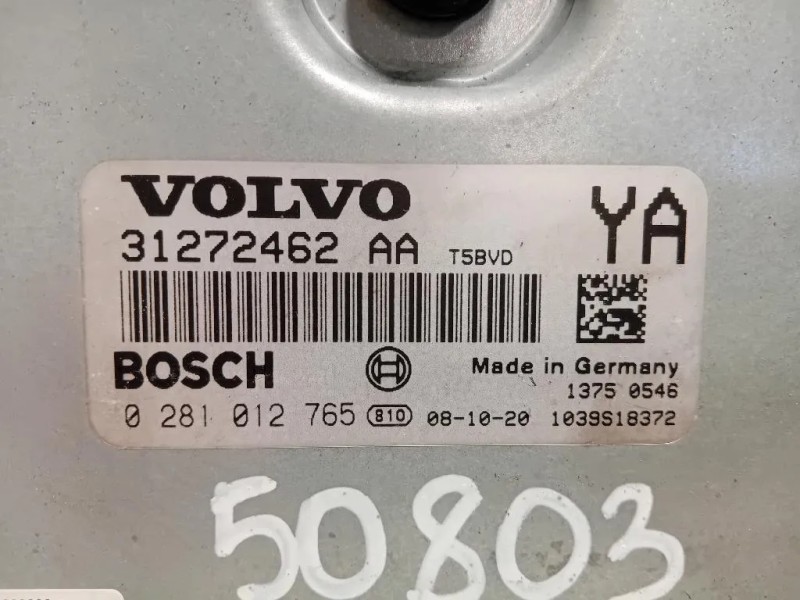 VOLVO YA
31272462 AA T5BVD
BOSCH Made in Germany
1375 0546
0 281 012 765 810 08-10-20 1039S18372
50803